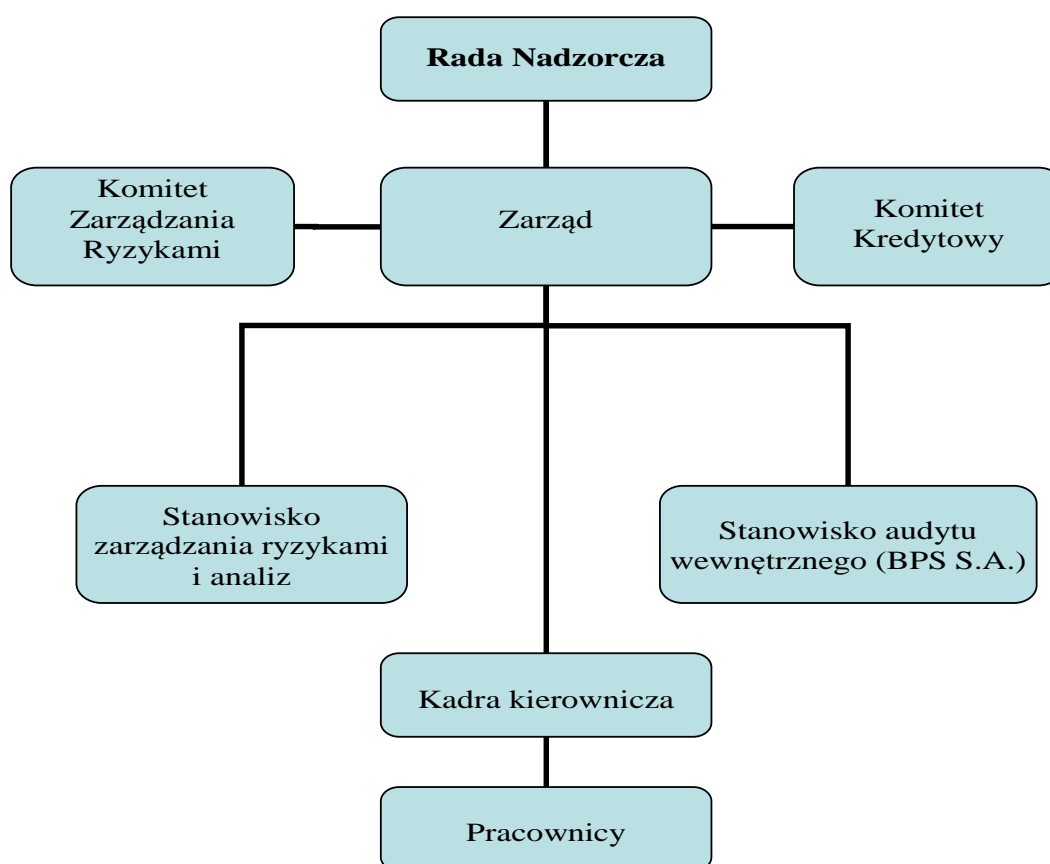 Rada Nadzorcza
Komitet
Zarządzania
Ryzykami
Zarząd
Komitet
Kredytowy
Stanowisko
zarządzania ryzykami
i analiz
Stanowisko audytu
wewnętrznego (BPS S.A.)
Kadra kierownicza
Pracownicy